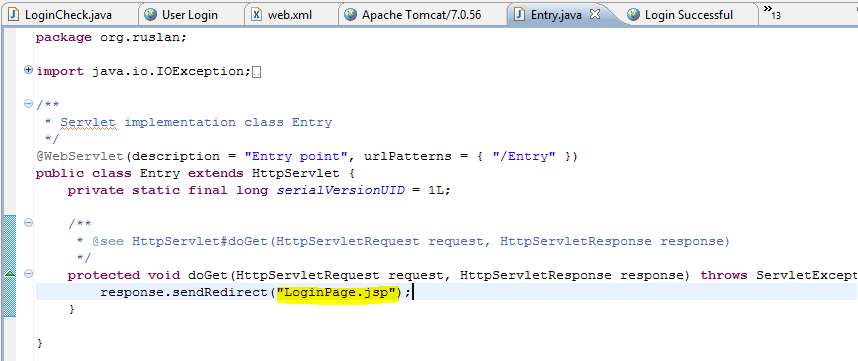 LoginCheck.java User Login web.xml Apache Tomcat/7.0.56 Entry.java Login Successful »13
package org.ruslan;
import java.io.IOException;
/**
* Servlet implementation class Entry
*/
@WebServlet(description = "Entry point", urlPatterns = { "/Entry" })
public class Entry extends HttpServlet {
private static final long serialVersionUID = 1L;
/**
* @see HttpServlet#doGet(HttpServletRequest request, HttpServletResponse response)
*/
protected void doGet(HttpServletRequest request, HttpServletResponse response) throws ServletExcept
response.sendRedirect("LoginPage.jsp");
}
}